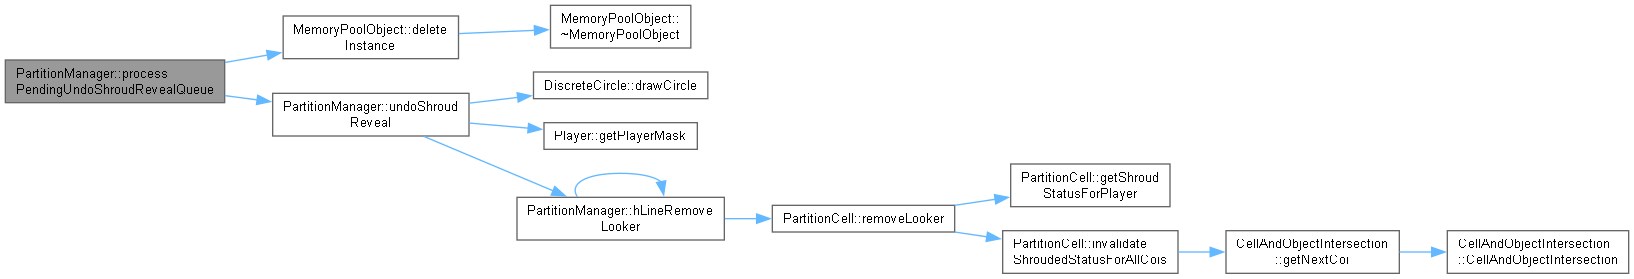 PartitionManager::process
PendingUndoShroudRevealQueue
MemoryPoolObject::delete
Instance
MemoryPoolObject::
~MemoryPoolObject
PartitionManager::undoShroud
Reveal
DiscreteCircle::drawCircle
Player::getPlayerMask
PartitionManager::hLineRemove
Looker
PartitionCell::removeLooker
PartitionCell::getShroud
StatusForPlayer
PartitionCell::invalidate
ShroudedStatusForAllCois
CellAndObjectIntersection
::getNextCoi
CellAndObjectIntersection
::CellAndObjectIntersection